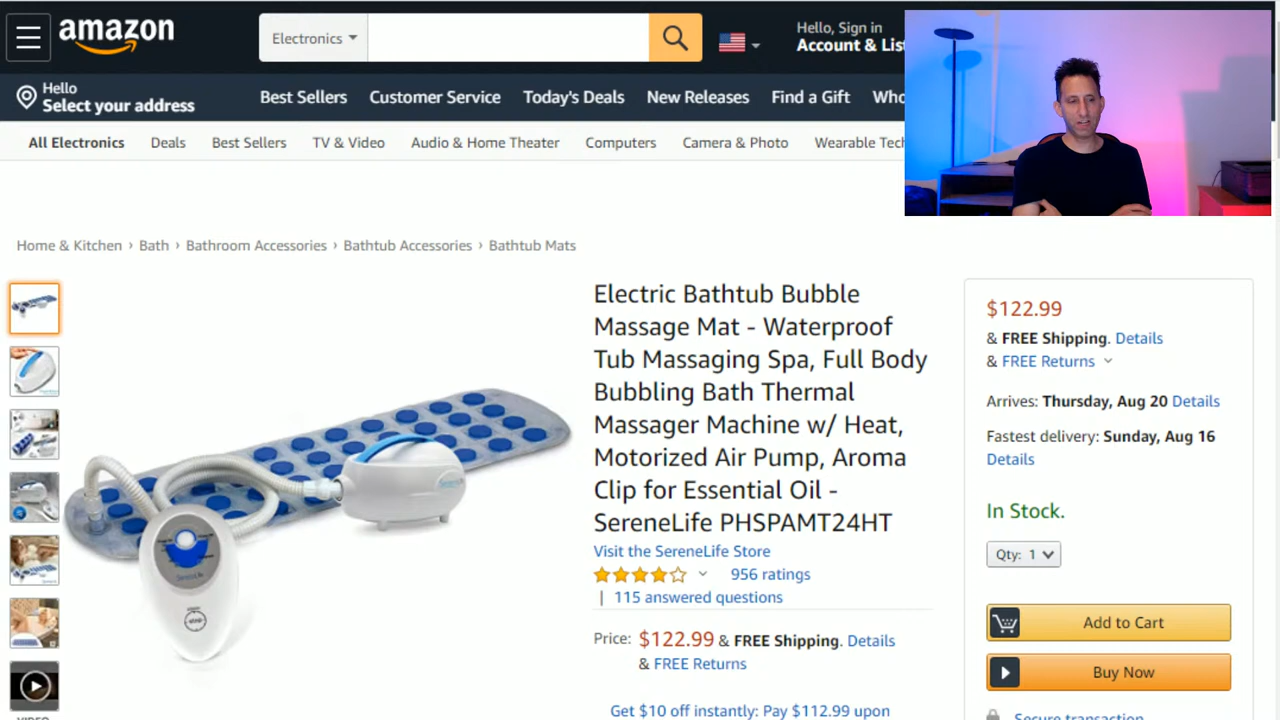 amazon
Electronics
Hello, Sign in
Account & Lis
Hello
Select your address
Best Sellers
Customer Service
Today's Deals
New Releases
Find a Gift
Who
All Electronics
Deals
Best Sellers
TV & Video
Audio & Home Theater
Computers
Camera & Photo
Wearable Tec
Home & Kitchen › Bath › Bathroom Accessories › Bathtub Accessories › Bathtub Mats
Electric Bathtub Bubble
Massage Mat - Waterproof
Tub Massaging Spa, Full Body
Bubbling Bath Thermal
Massager Machine w/ Heat,
Motorized Air Pump, Aroma
Clip for Essential Oil -
SereneLife PHSPAMT24HT
Visit the SereneLife Store
956 ratings
| 115 answered questions
Price: $122.99 & FREE Shipping. Details
& FREE Returns
Get $10 off instantly: Pay $112.99 upon
$122.99
& FREE Shipping. Details
& FREE Returns
Arrives: Thursday, Aug 20 Details
Fastest delivery: Sunday, Aug 16
Details
In Stock.
Qty: 1
Add to Cart
Buy Now
Secure transaction
SereneLife
stop
VIDEO